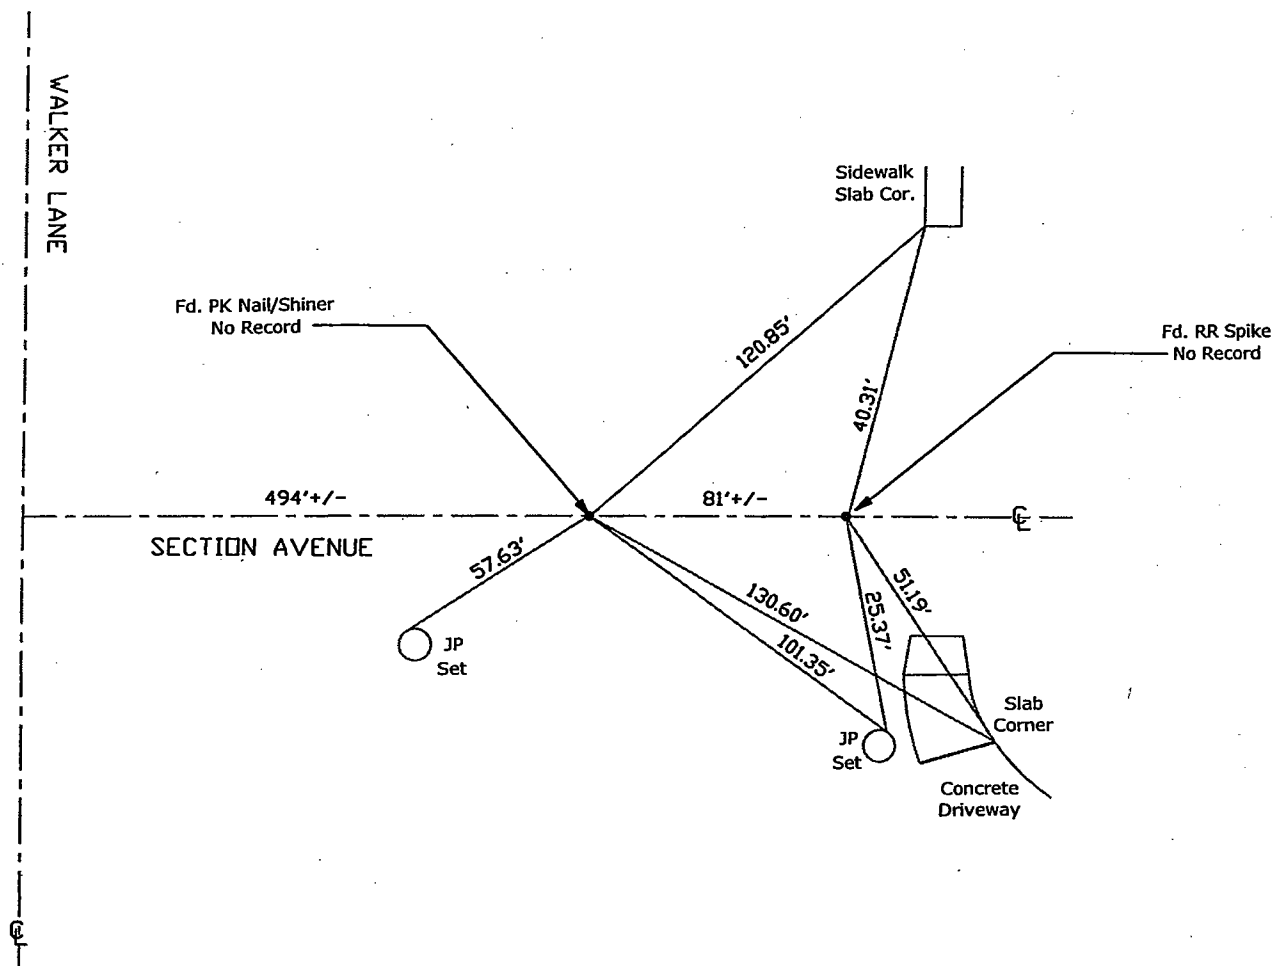 WALKER LANE
Sidewalk
Slab Cor.
Fd. PK Nail/Shiner
No Record
Fd. RR Spike
No Record
120.85'
40.31'
494'+/-
81'+/-
℄
SECTION AVENUE
57.63'
130.60'
101.35'
25.37'
51.19'
JP
Set
Slab
Corner
JP
Set
Concrete
Driveway
℄